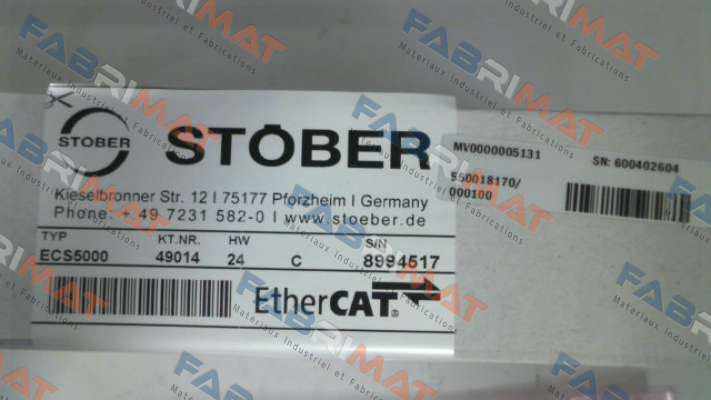 STÖBER
STÖBER
Kieselbronner Str. 12 I 75177 Pforzheim I Germany
Phone: +49 7231 582-0 I www.stoeber.de
TYP KT.NR. HW S/N
ECS5000 49014 24 C 8994517
EtherCAT®
MV0000005131
SN: 600402604
550018170/
000100
FABRIMAT
Materiaux Industriel et Fabrications